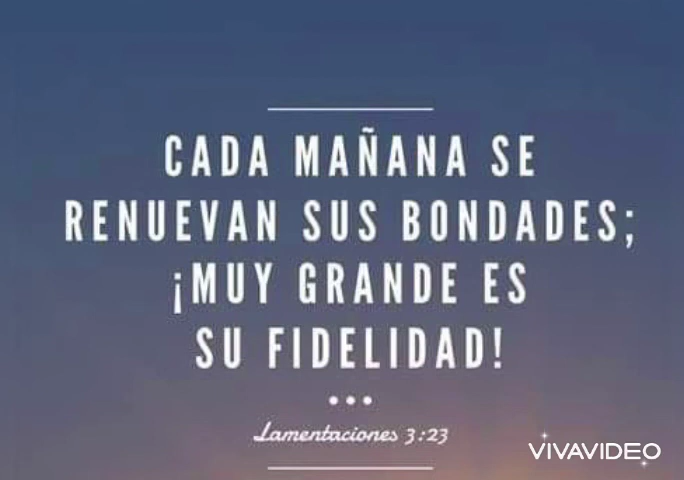 CADA MAÑANA SE
RENUEVAN SUS BONDADES;
¡MUY GRANDE ES
SU FIDELIDAD!
Lamentaciones 3:23
VIVAVIDEO